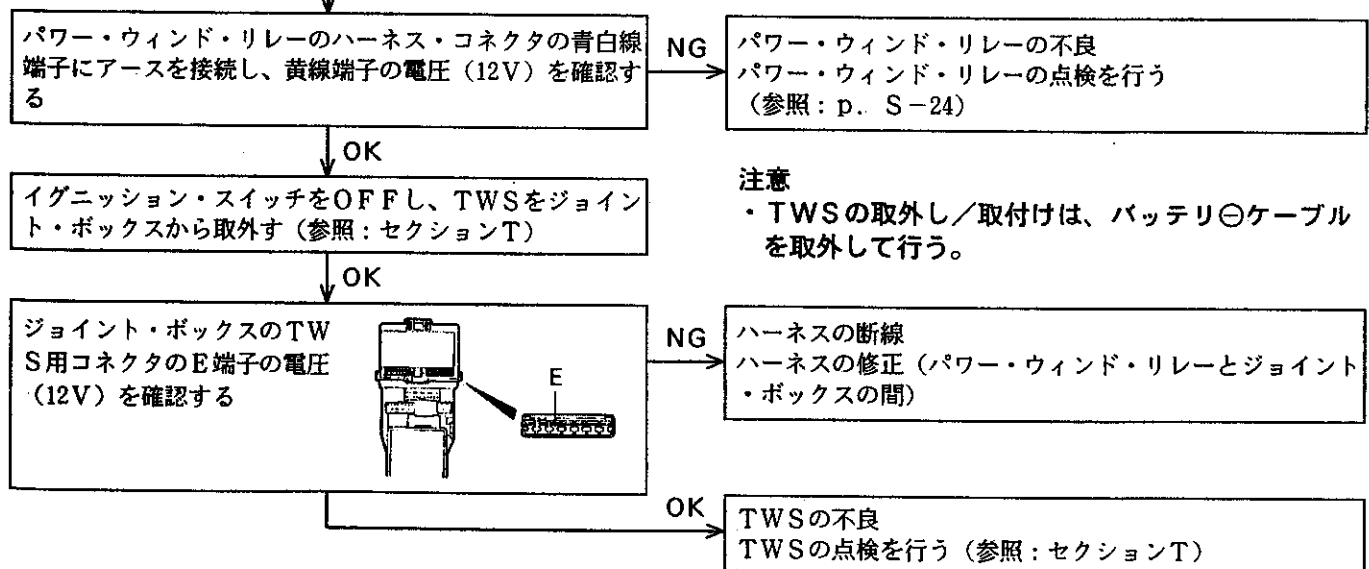 パワー・ウィンド・リレーのハーネス・コネクタの青白線
端子にアースを接続し、黄線端子の電圧（12V）を確認す
る
NG
パワー・ウィンド・リレーの不良
パワー・ウィンド・リレーの点検を行う
（参照：p. S－24）
OK
イグニッション・スイッチをOFFし、TWSをジョイン
ト・ボックスから取外す（参照：セクションT）
注意
・TWSの取外し／取付けは、バッテリ⊖ケーブル
を取外して行う。
OK
ジョイント・ボックスのTW
S用コネクタのE端子の電圧
（12V）を確認する
E
NG
ハーネスの断線
ハーネスの修正（パワー・ウィンド・リレーとジョイント
・ボックスの間）
OK
TWSの不良
TWSの点検を行う（参照：セクションT）